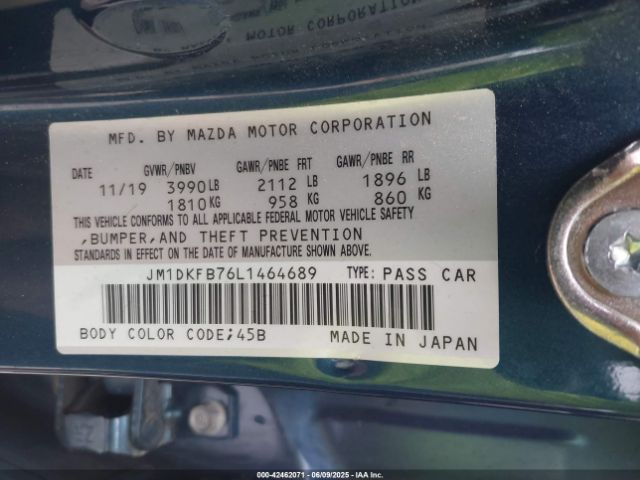 MOTOR CORPORATION
MFD. BY MAZDA MOTOR CORPORATION
DATE GVWR/PNBV GAWR/PNBE FRT GAWR/PNBE RR
11/19 3990LB 2112 LB 1896 LB
1810KG 958 KG 860 KG
THIS VEHICLE CONFORMS TO ALL APPLICABLE FEDERAL MOTOR VEHICLE SAFETY
,BUMPER,AND THEFT PREVENTION
STANDARDS IN EFFECT ON THE DATE OF MANUFACTURE SHOWN ABOVE.
JM1DKFB76L1464689 TYPE: PASS CAR
BODY COLOR CODE;45B MADE IN JAPAN
000-42462071 - 06/09/2025 - IAAI Inc.